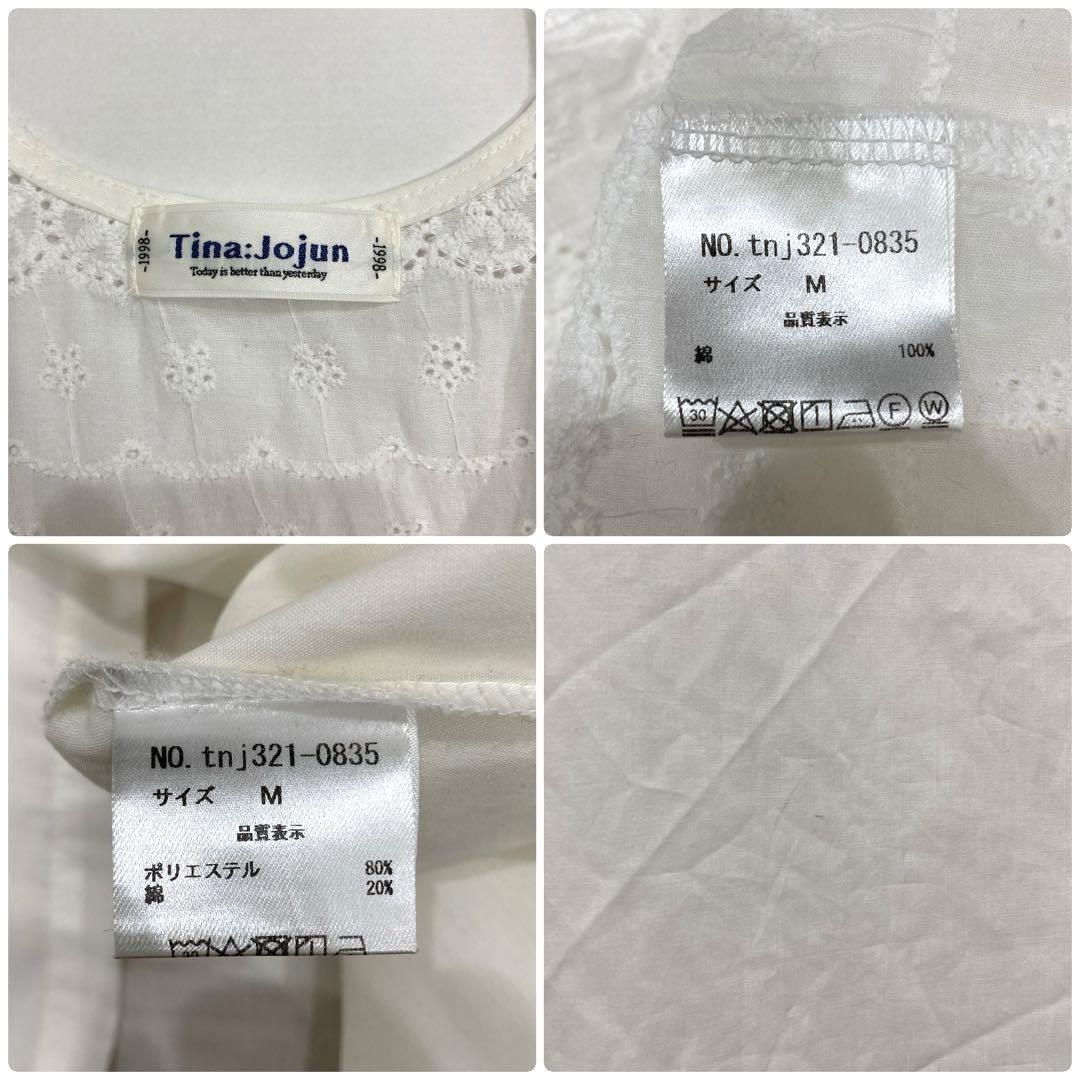 -1998-
Tina:Jojun
Today is better than yesterday
-1998-
NO. tnj321-0835
サイズ M
品質表示
綿 100%
30
F W
NO. tnj321-0835
サイズ M
品質表示
ポリエステル 80%
綿 20%
30